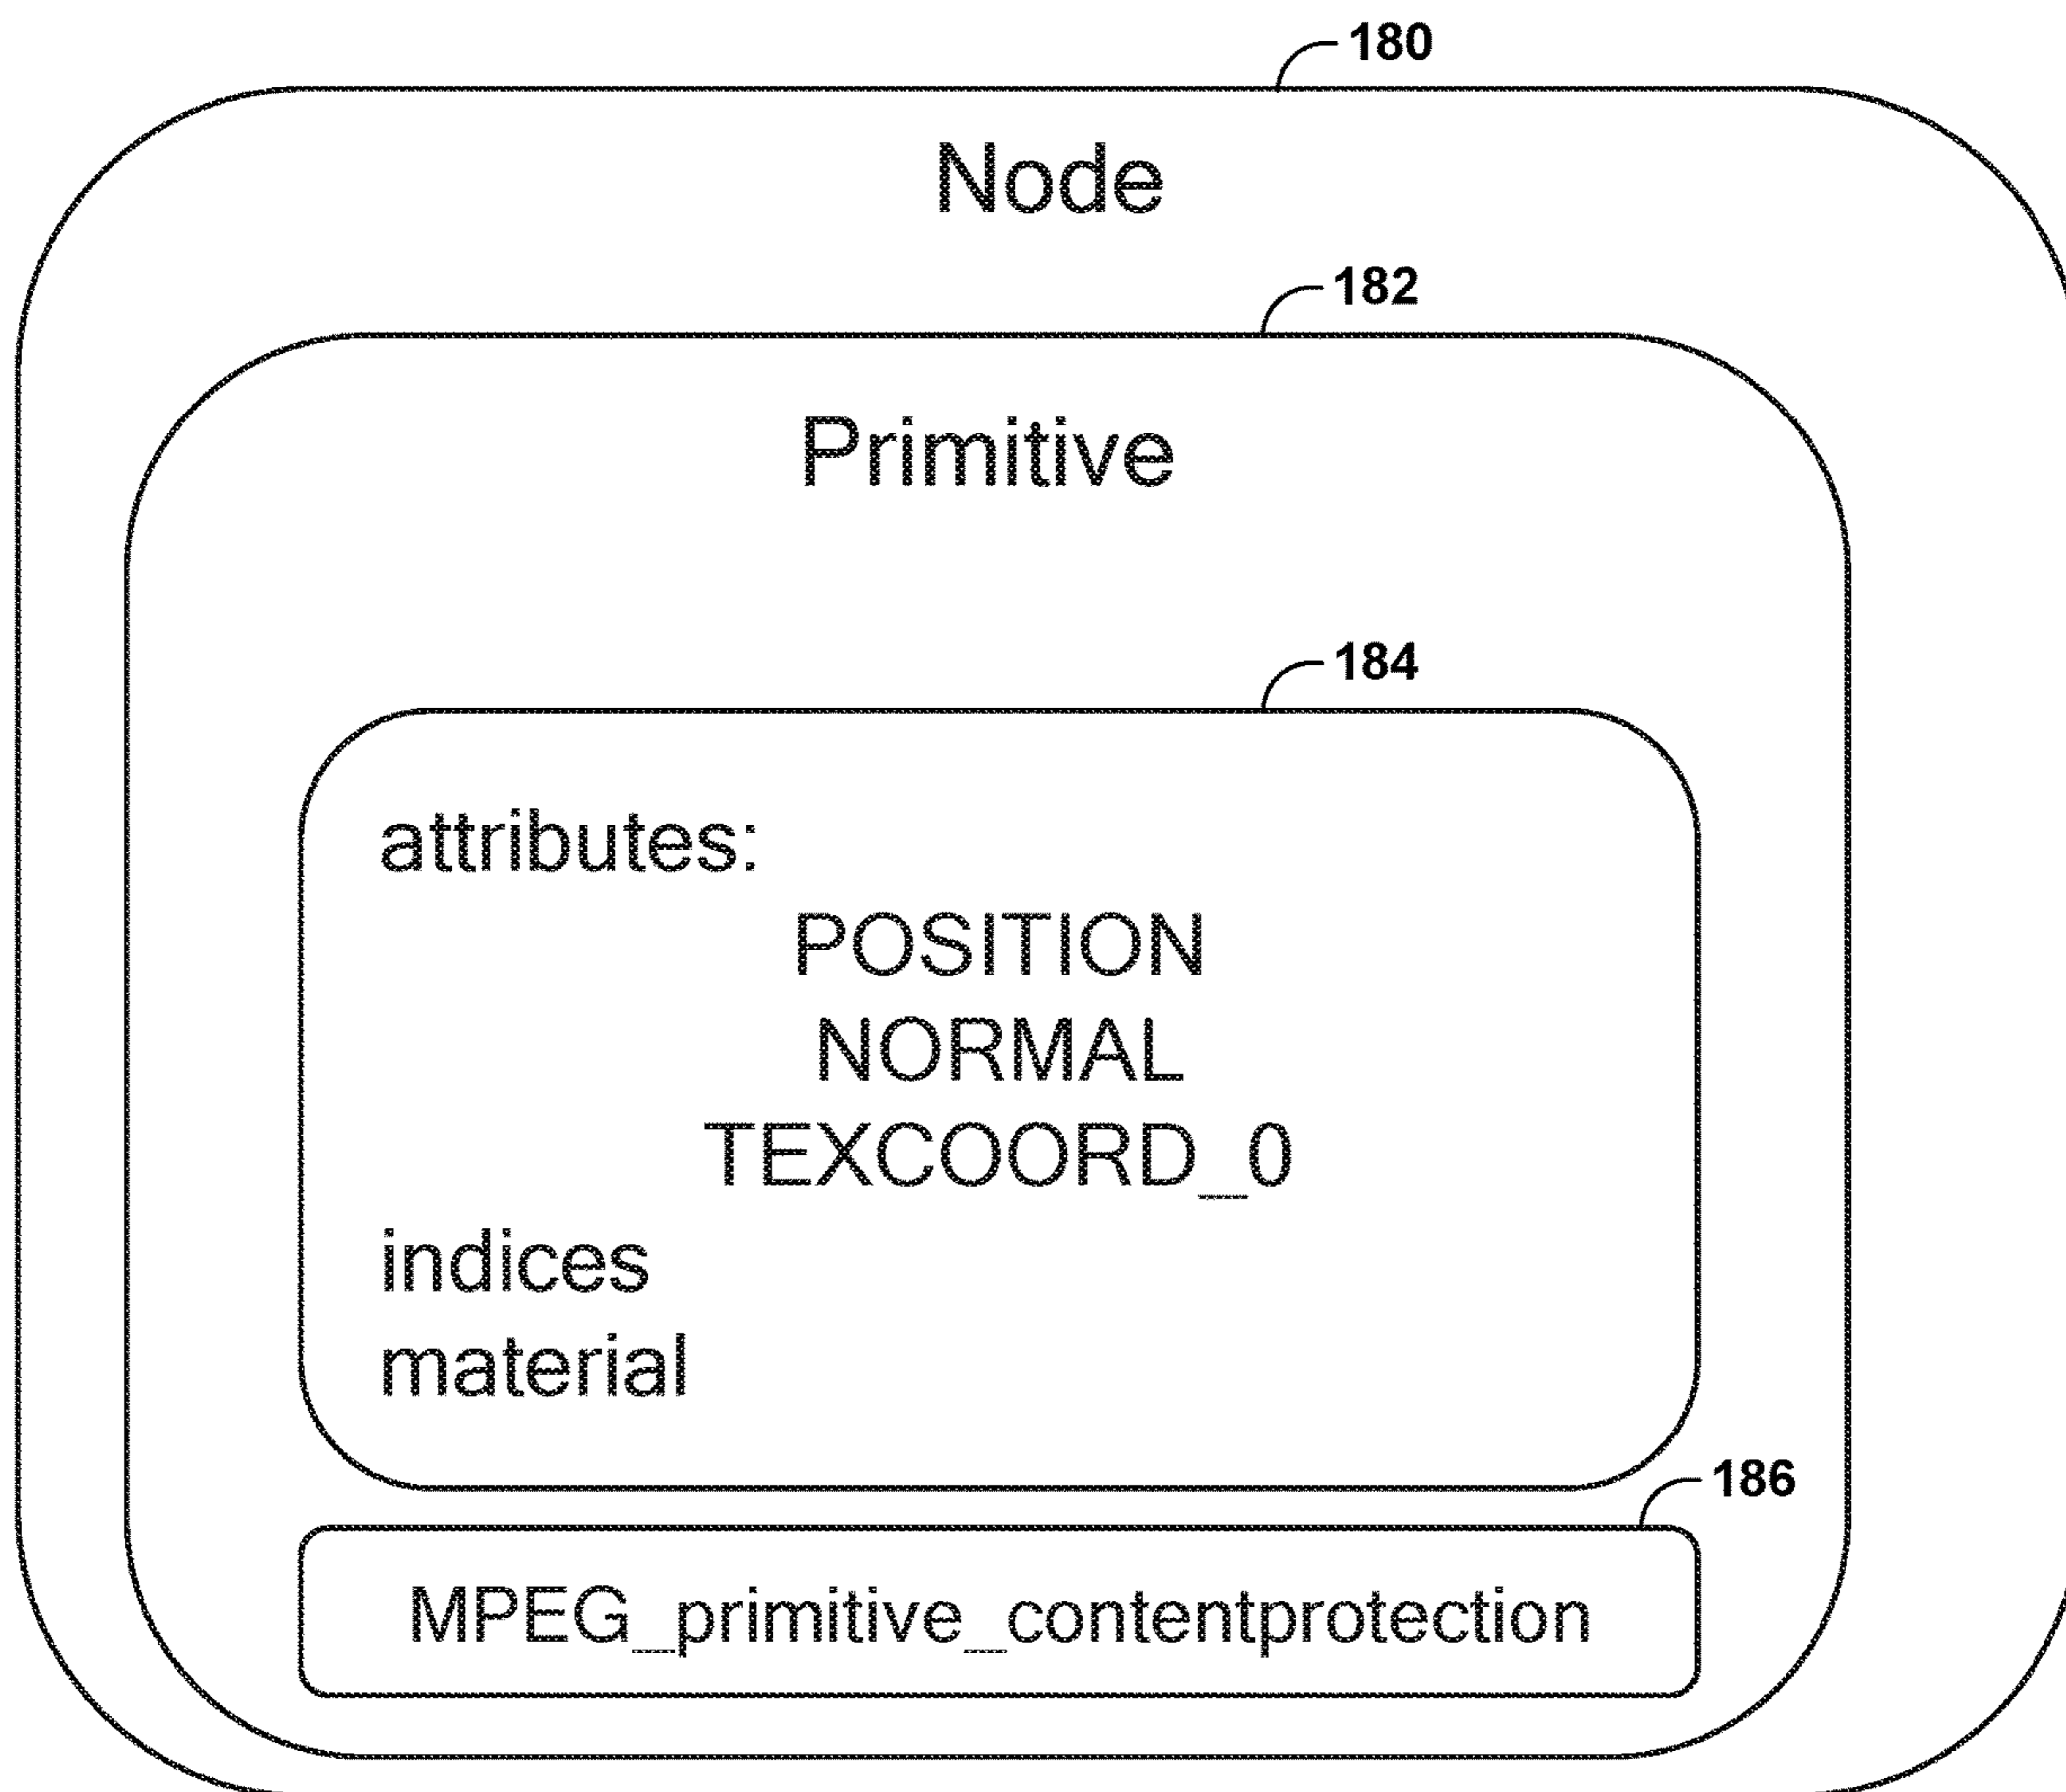 180
Node
182
Primitive
184
attributes:
POSITION
NORMAL
TEXCOORD_0
indices
material
186
MPEG_primitive_contentprotection